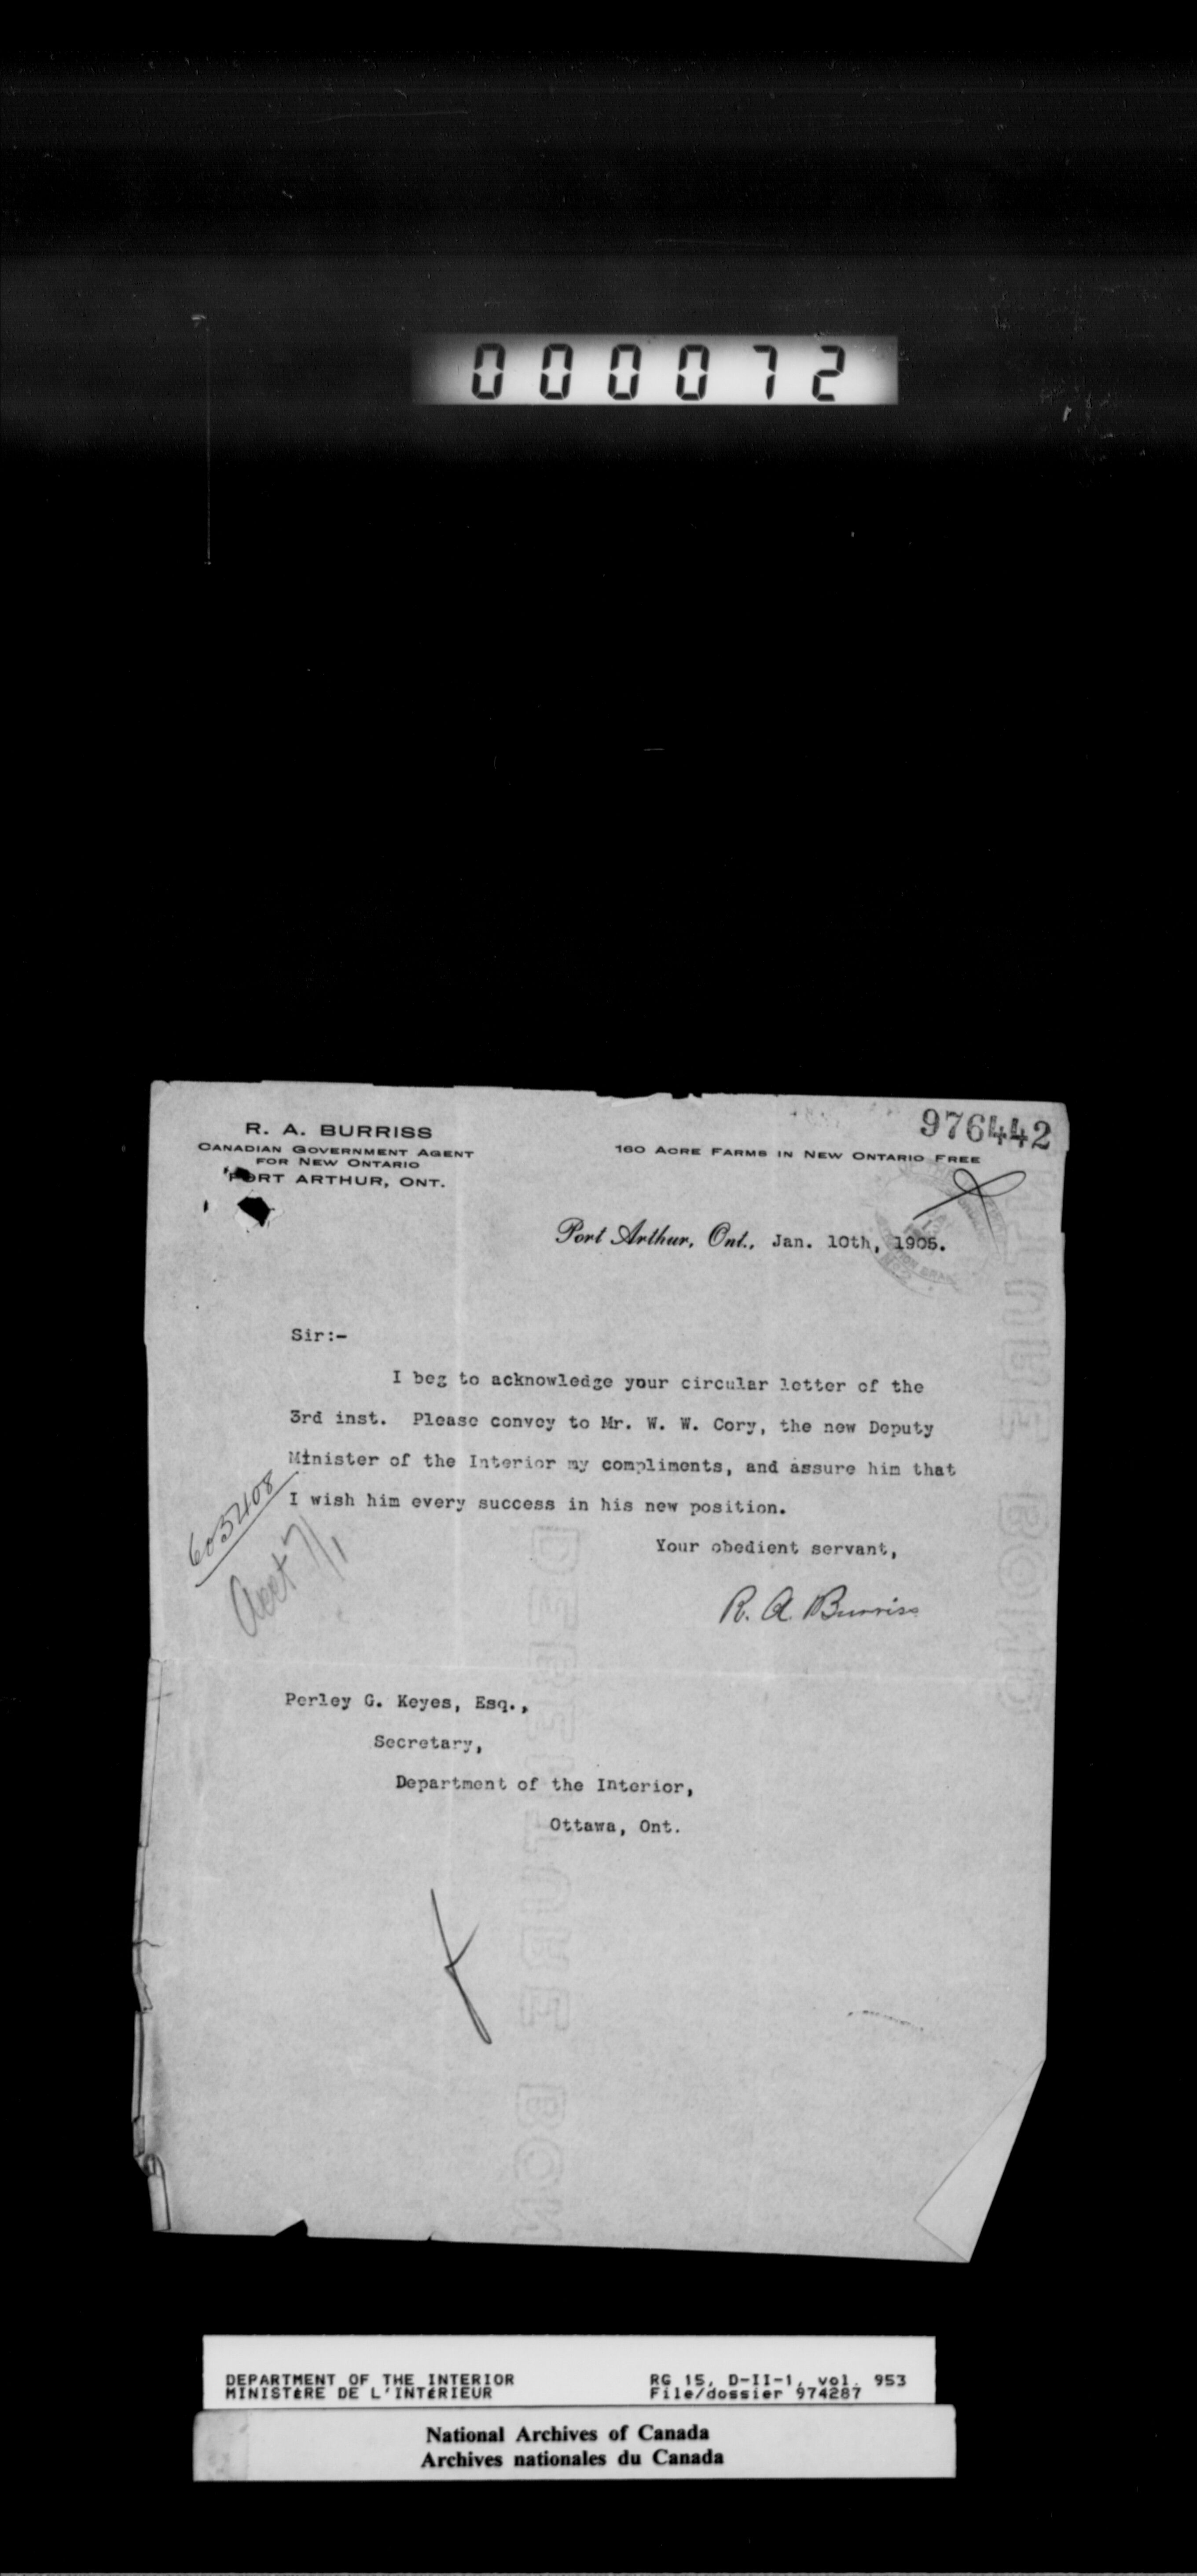 000072
976442
R. A. BURRISS
CANADIAN GOVERNMENT AGENT
FOR NEW ONTARIO
PORT ARTHUR, ONT.
160 ACRE FARMS IN NEW ONTARIO FREE
Port Arthur, Ont., Jan. 10th, 1905.
Sir:-
I beg to acknowledge your circular letter of the
3rd inst. Please convey to Mr. W. W. Cory, the new Deputy
Minister of the Interior my compliments, and assure him that
I wish him every success in his new position.
Your obedient servant,
R. A. Burriss
Perley G. Keyes, Esq.,
Secretary,
Department of the Interior,
Ottawa, Ont.
DEPARTMENT OF THE INTERIOR
MINISTÈRE DE L'INTÉRIEUR
RG 15, D-II-1, vol. 953
File/dossier 974287
National Archives of Canada
Archives nationales du Canada